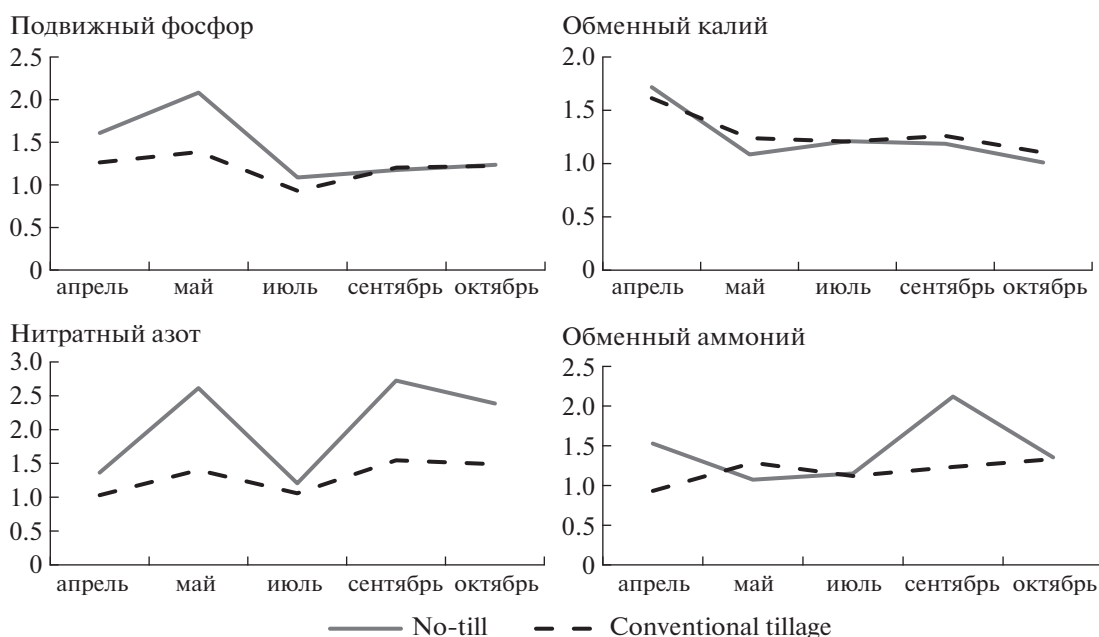 Подвижный фосфор
2.5
2.0
1.5
1.0
0.5
0
апрель май июль сентябрь октябрь
Обменный калий
2.0
1.5
1.0
0.5
0
апрель май июль сентябрь октябрь
Нитратный азот
3.0
2.5
2.0
1.5
1.0
0.5
0
апрель май июль сентябрь октябрь
Обменный аммоний
2.5
2.0
1.5
1.0
0.5
0
апрель май июль сентябрь октябрь
No-till Conventional tillage